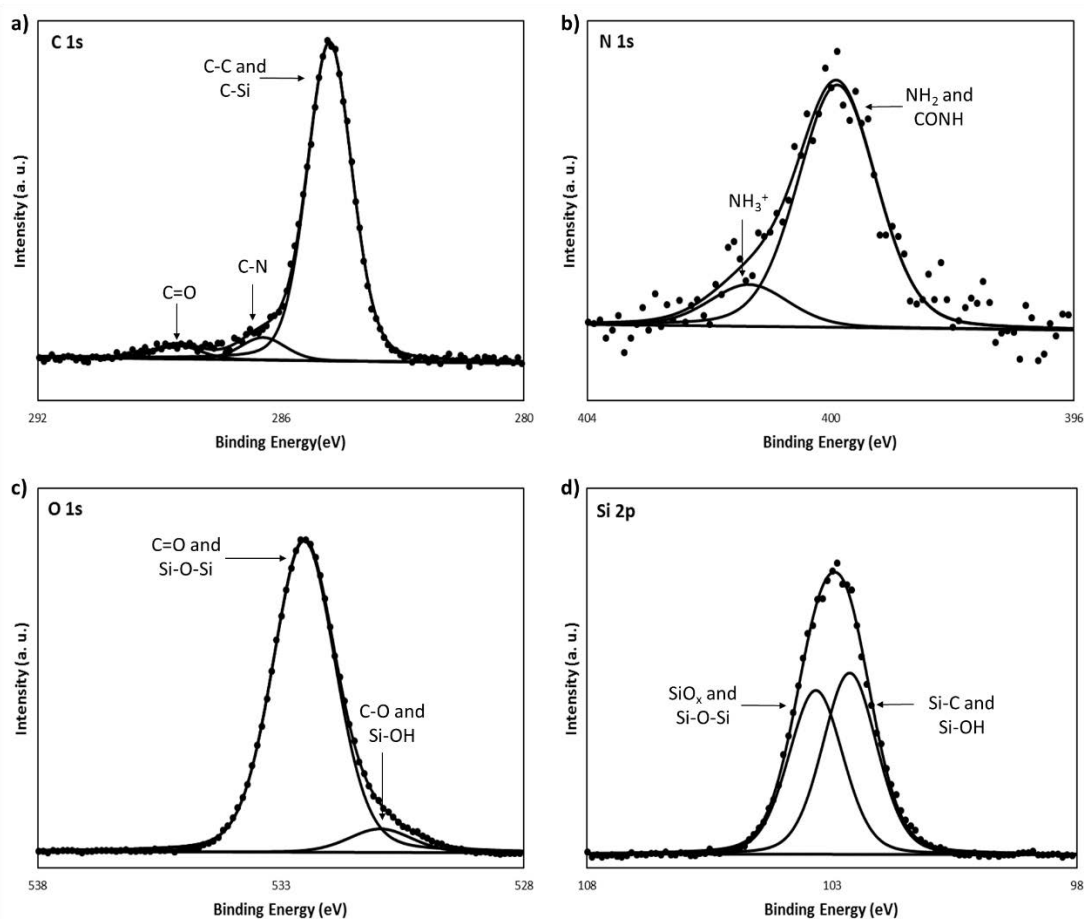 a)
C 1s
C-C and
C-Si
C-N
C=O
Intensity (a. u.)
292
286
280
Binding Energy(eV)
b)
N 1s
NH₂ and
CONH
NH₃⁺
Intensity (a. u.)
404
400
396
Binding Energy (eV)
c)
O 1s
C=O and
Si-O-Si
C-O and
Si-OH
Intensity (a. u.)
538
533
528
Binding Energy (eV)
d)
Si 2p
SiOₓ and
Si-O-Si
Si-C and
Si-OH
Intensity (a. u.)
108
103
98
Binding Energy (eV)